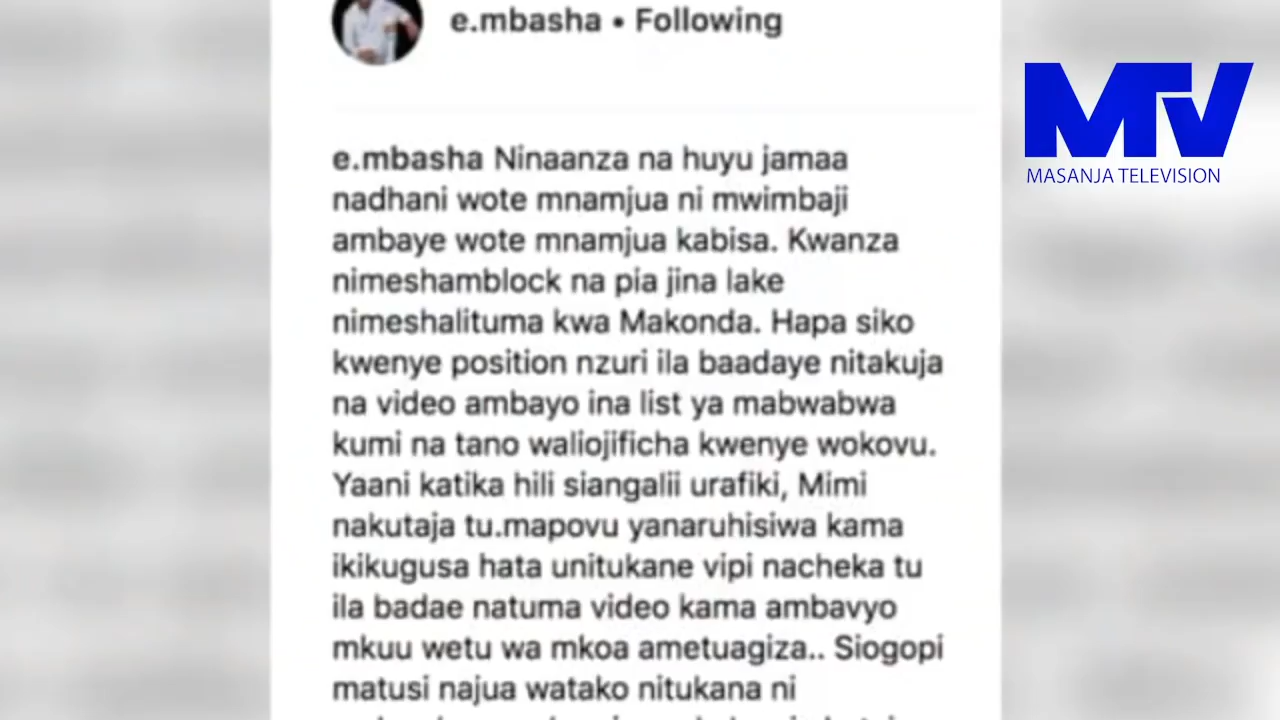 e.mbasha • Following
MTV
MASANJA TELEVISION
e.mbasha Ninaanza na huyu jamaa
nadhani wote mnamjua ni mwimbaji
ambaye wote mnamjua kabisa. Kwanza
nimeshamblock na pia jina lake
nimeshalituma kwa Makonda. Hapa siko
kwenye position nzuri ila baadaye nitakuja
na video ambayo ina list ya mabwabwa
kumi na tano waliojificha kwenye wokovu.
Yaani katika hili siangalii urafiki, Mimi
nakutaja tu.mapovu yanaruhisiwa kama
ikikugusa hata unitukane vipi nacheka tu
ila badae natuma video kama ambavyo
mkuu wetu wa mkoa ametuagiza.. Siogopi
matusi najua watako nitukana ni